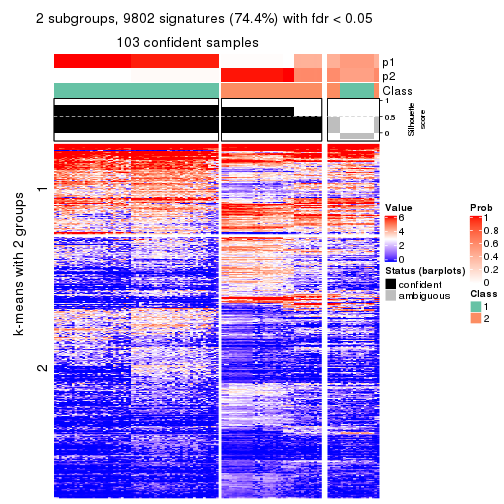 2 subgroups, 9802 signatures (74.4%) with fdr < 0.05
103 confident samples
p1
p2
Class
1
0.5
0
Silhouette
score
k-means with 2 groups
1
2
Value
6
4
2
0
Status (barplots)
confident
ambiguous
Prob
1
0.8
0.6
0.4
0.2
0
Class
1
2